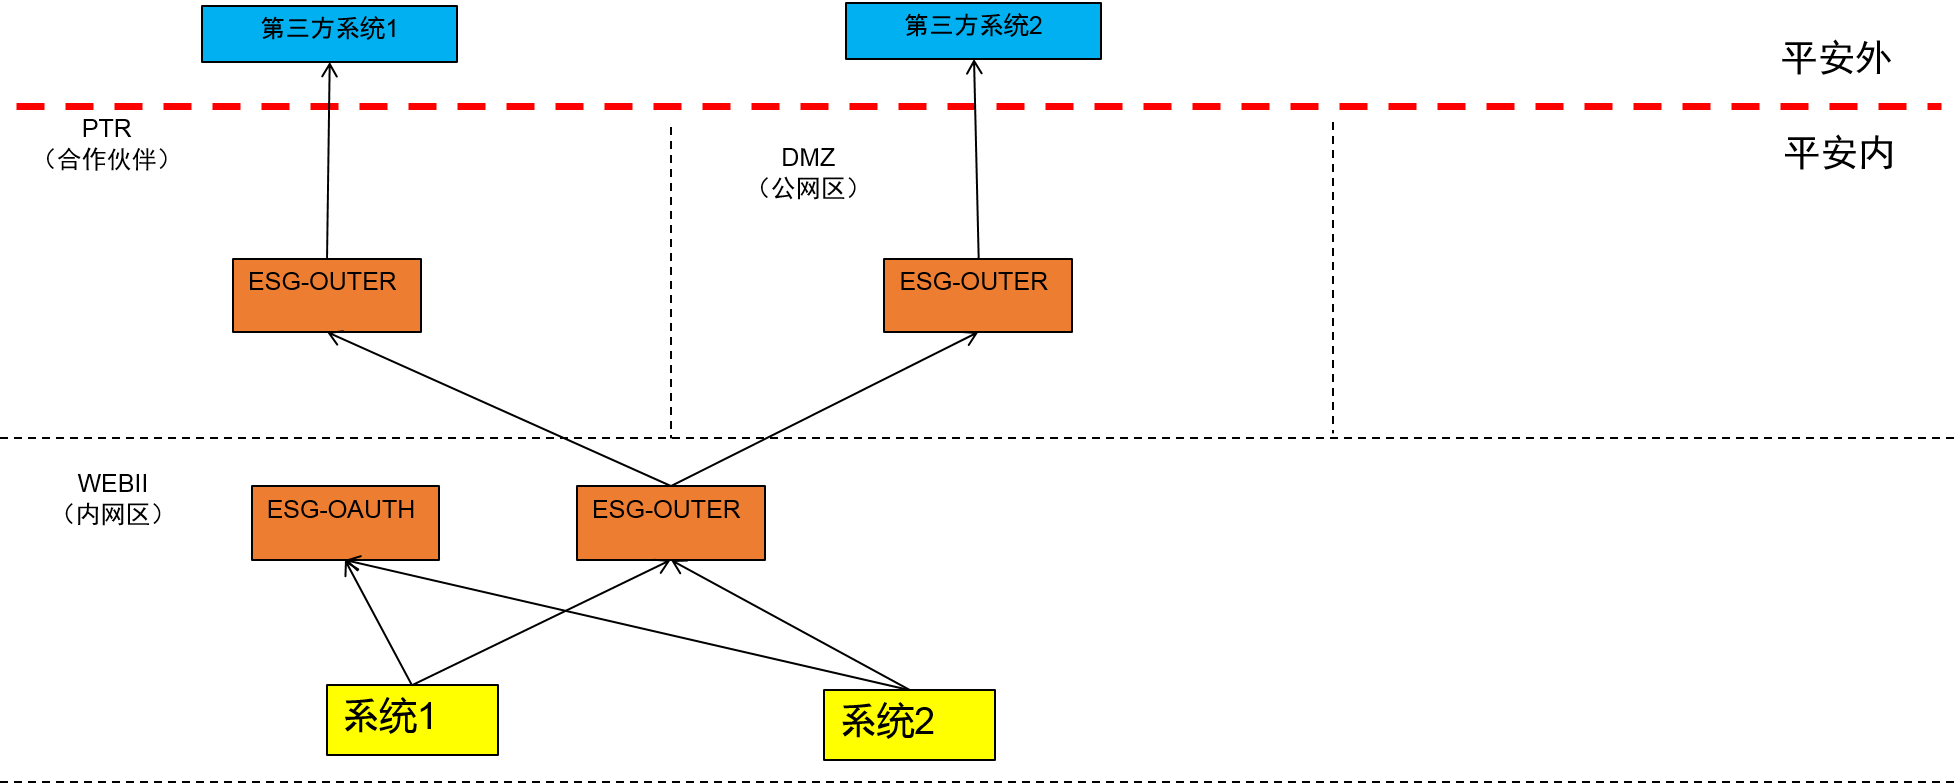 第三方系统1
第三方系统2
平安外
PTR
（合作伙伴）
平安内
DMZ
（公网区）
ESG-OUTER
ESG-OUTER
WEBII
（内网区）
ESG-OAUTH
ESG-OUTER
系统1
系统2